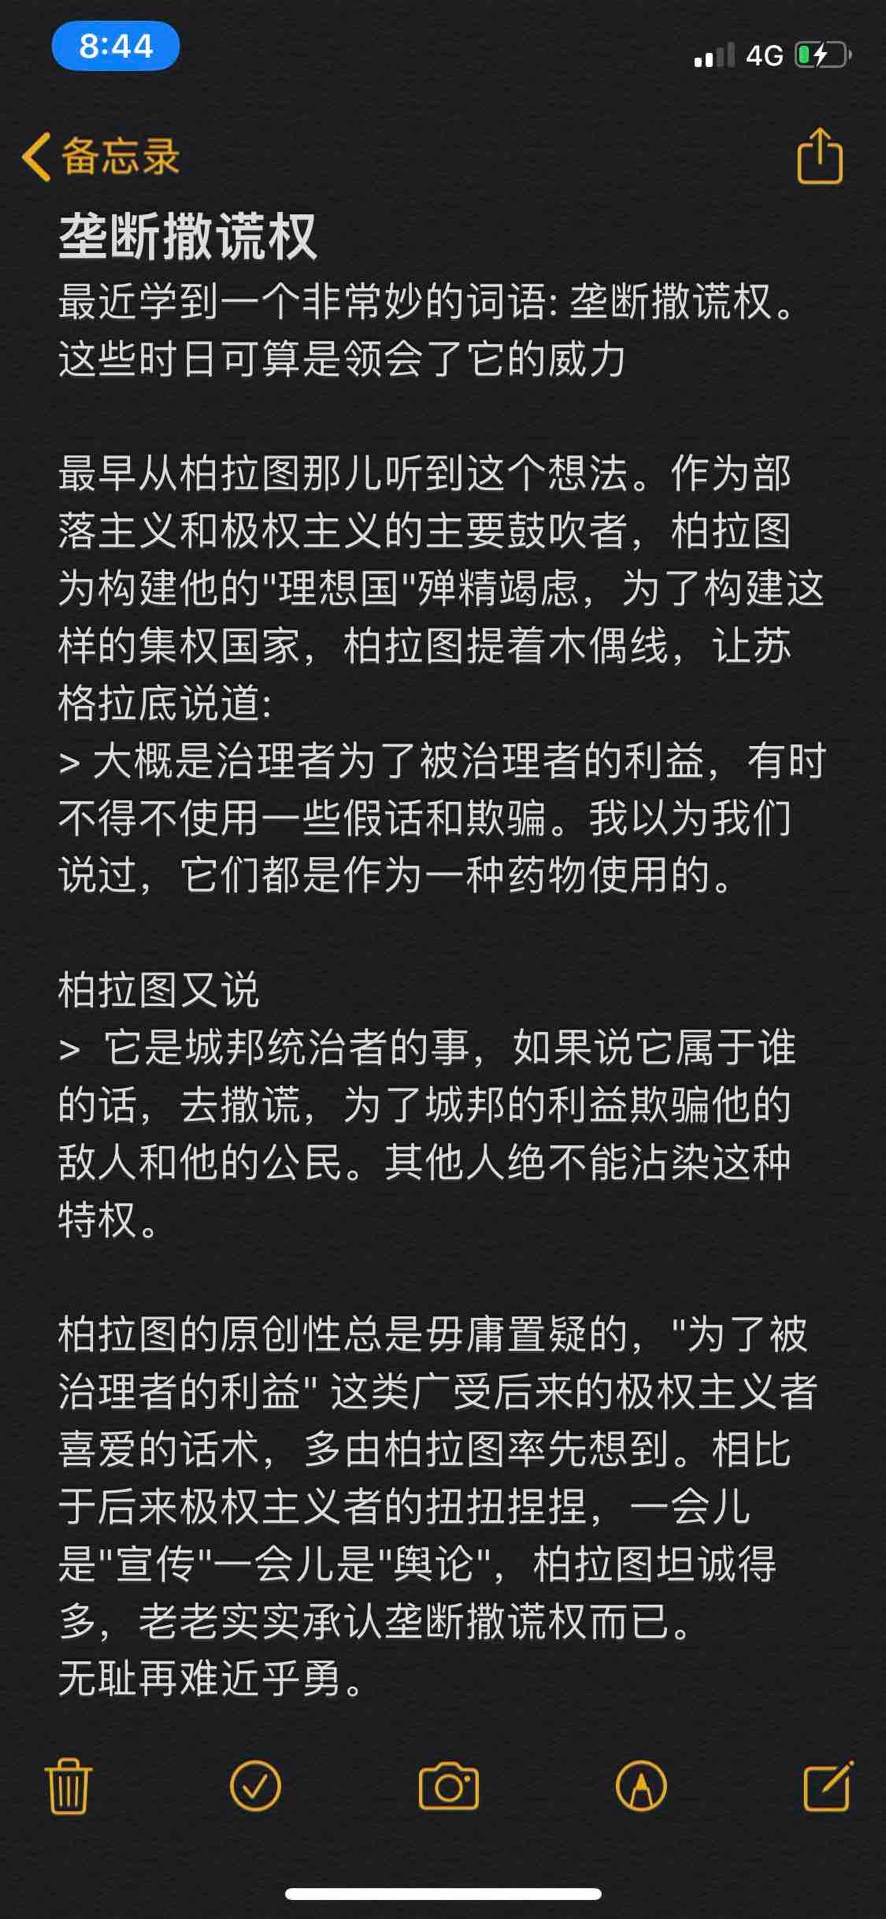 8:44
4G
备忘录
垄断撒谎权
最近学到一个非常妙的词语: 垄断撒谎权。
这些时日可算是领会了它的威力
最早从柏拉图那儿听到这个想法。作为部
落主义和极权主义的主要鼓吹者，柏拉图
为构建他的"理想国"殚精竭虑，为了构建这
样的集权国家，柏拉图提着木偶线，让苏
格拉底说道:
> 大概是治理者为了被治理者的利益，有时
不得不使用一些假话和欺骗。我以为我们
说过，它们都是作为一种药物使用的。
柏拉图又说
> 它是城邦统治者的事，如果说它属于谁
的话，去撒谎，为了城邦的利益欺骗他的
敌人和他的公民。其他人绝不能沾染这种
特权。
柏拉图的原创性总是毋庸置疑的，"为了被
治理者的利益" 这类广受后来的极权主义者
喜爱的话术，多由柏拉图率先想到。相比
于后来极权主义者的扭扭捏捏，一会儿
是"宣传"一会儿是"舆论"，柏拉图坦诚得
多，老老实实承认垄断撒谎权而已。
无耻再难近乎勇。